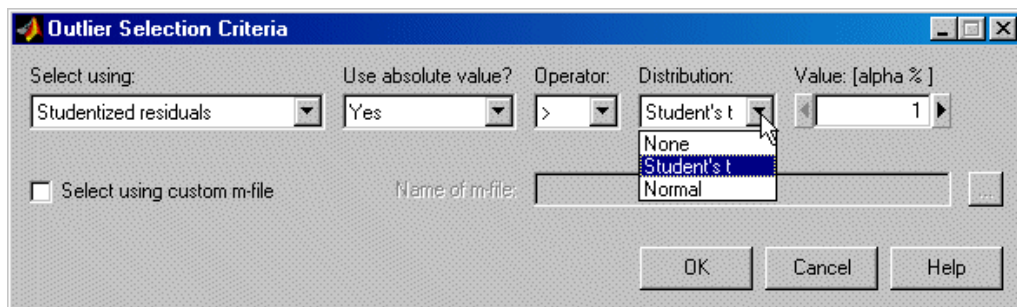 Outlier Selection Criteria
Select using: Use absolute value? Operator: Distribution: Value: [alpha % ]
Studentized residuals Yes > Student's t 1
None
Student's t
Normal
Select using custom m-file Name of m-file: ...
OK Cancel Help